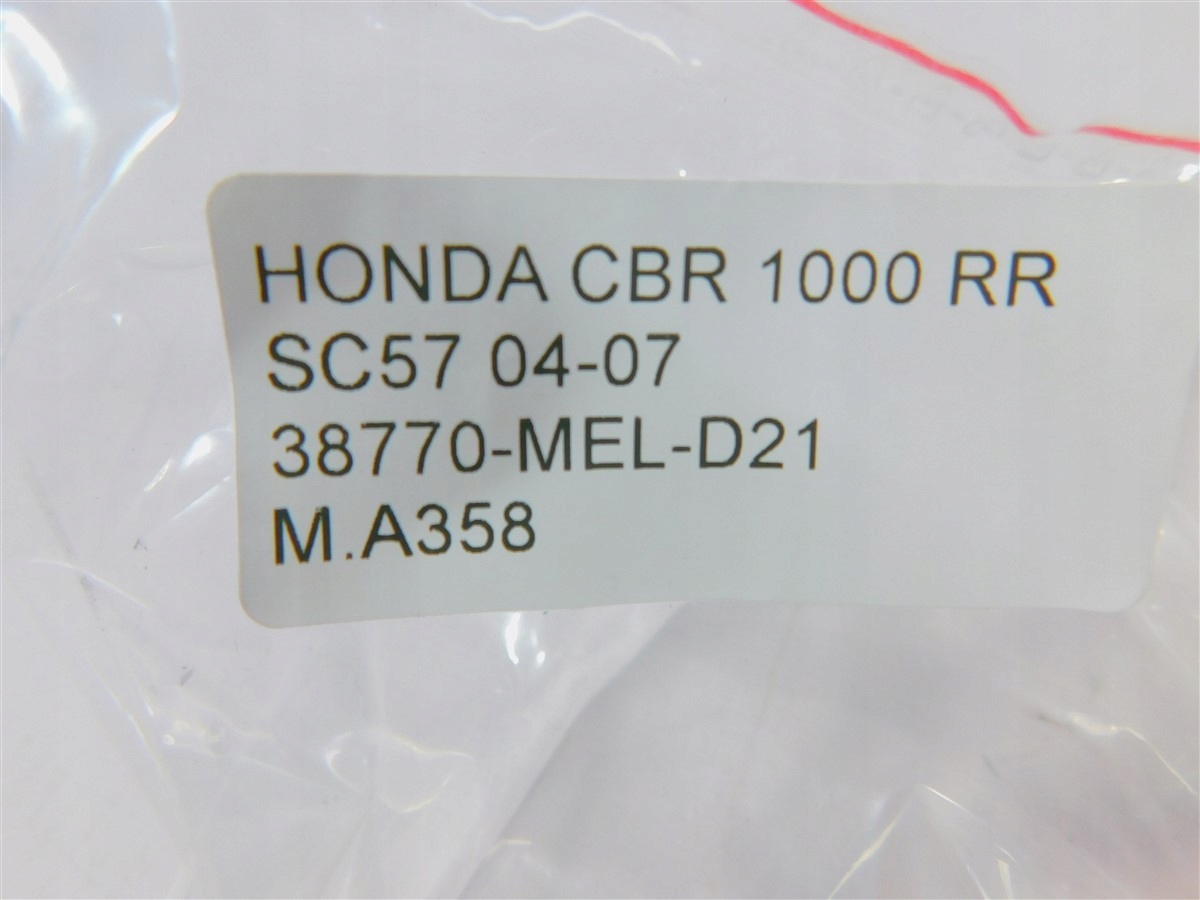 HONDA CBR 1000 RR
SC57 04-07
38770-MEL-D21
M.A358